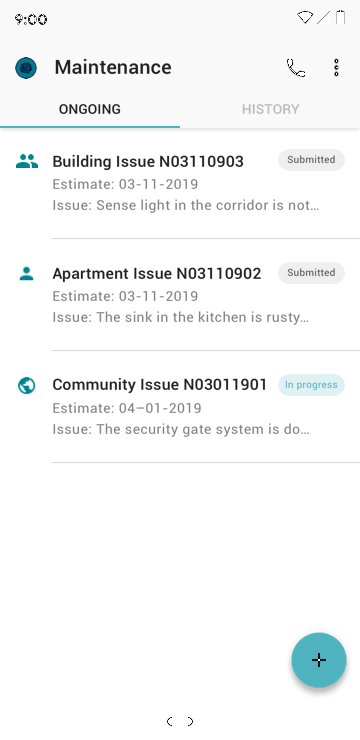 9:00
Maintenance
ONGOING
HISTORY
Building Issue N03110903
Submitted
Estimate: 03-11-2019
Issue: Sense light in the corridor is not...
Apartment Issue N03110902
Submitted
Estimate: 03-11-2019
Issue: The sink in the kitchen is rusty...
Community Issue N03011901
In progress
Estimate: 04–01-2019
Issue: The security gate system is do...